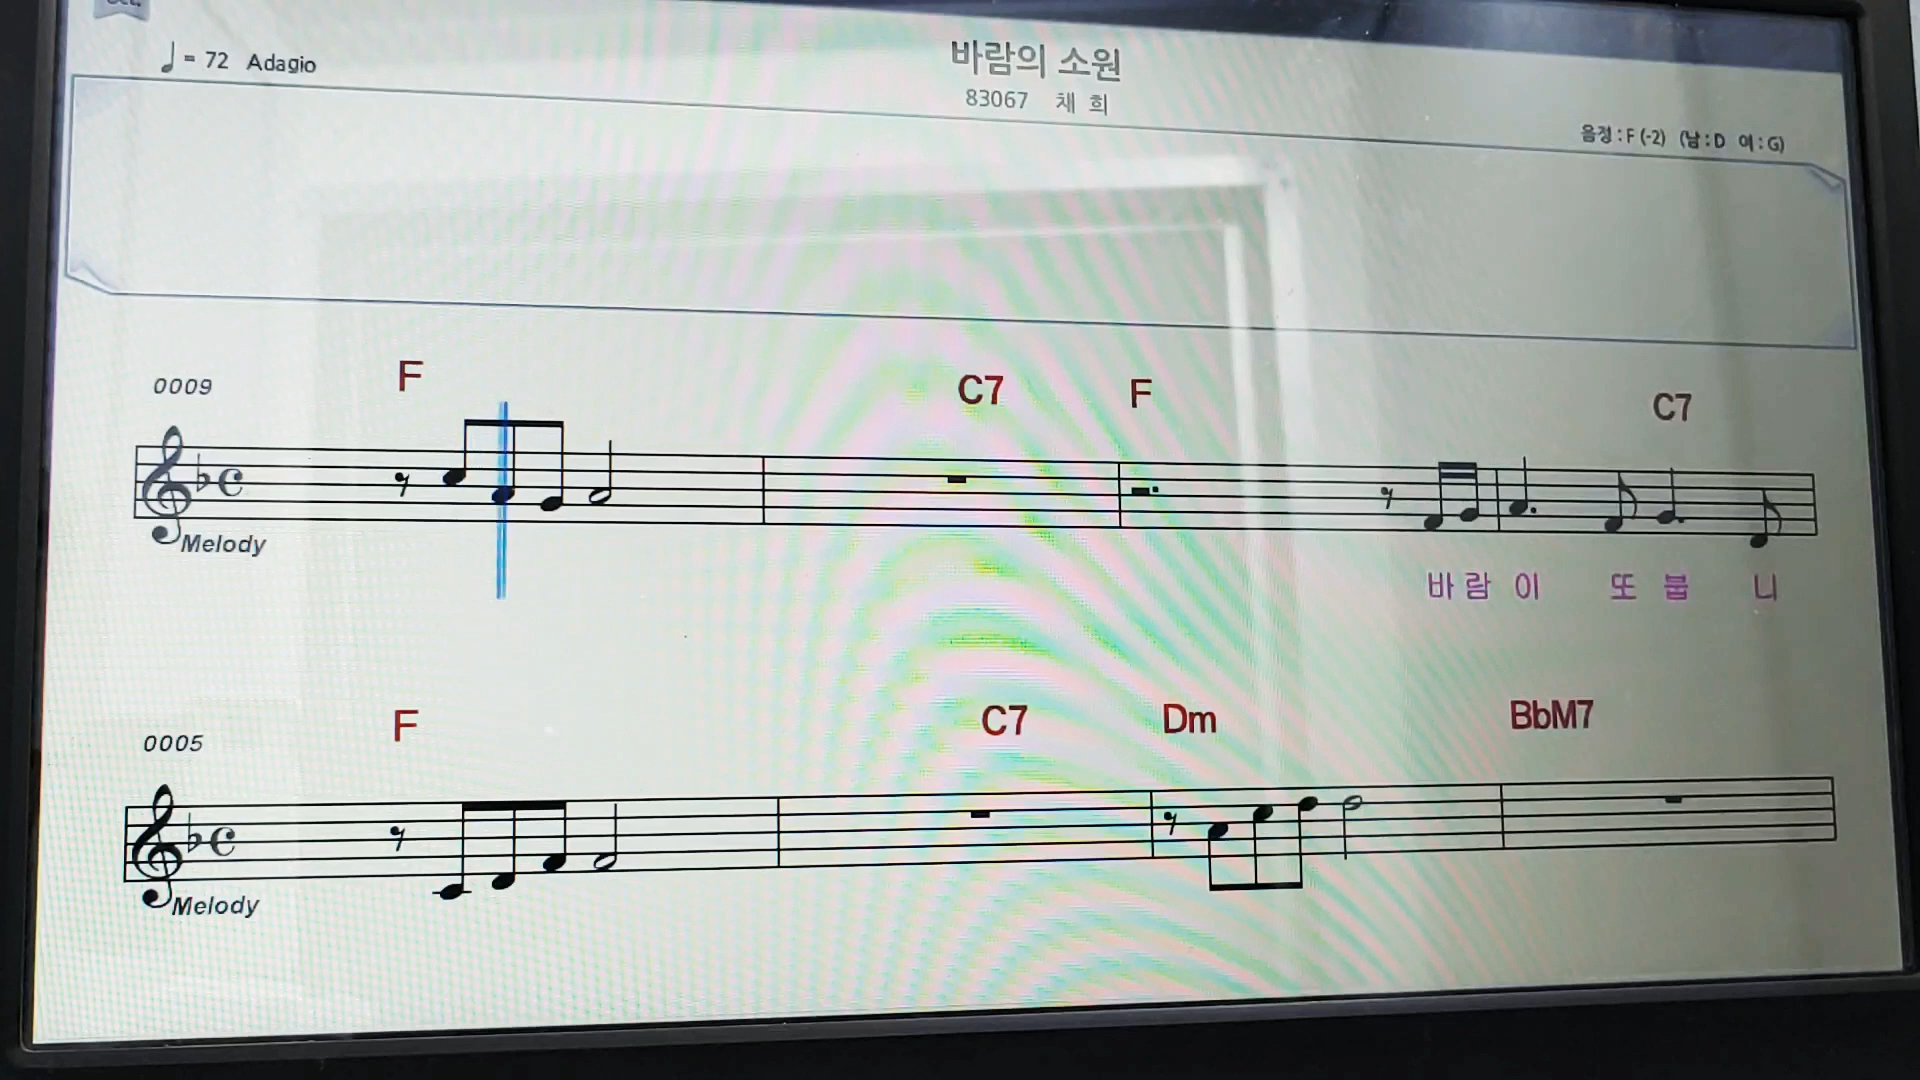 ♩ = 72 Adagio
바람의 소원
83067 채 희
음정 : F (-2) (남 : D 여 : G)
0009 F C7 F C7
Melody
바 람 이 또 붑 니
0005 F C7 Dm BbM7
Melody